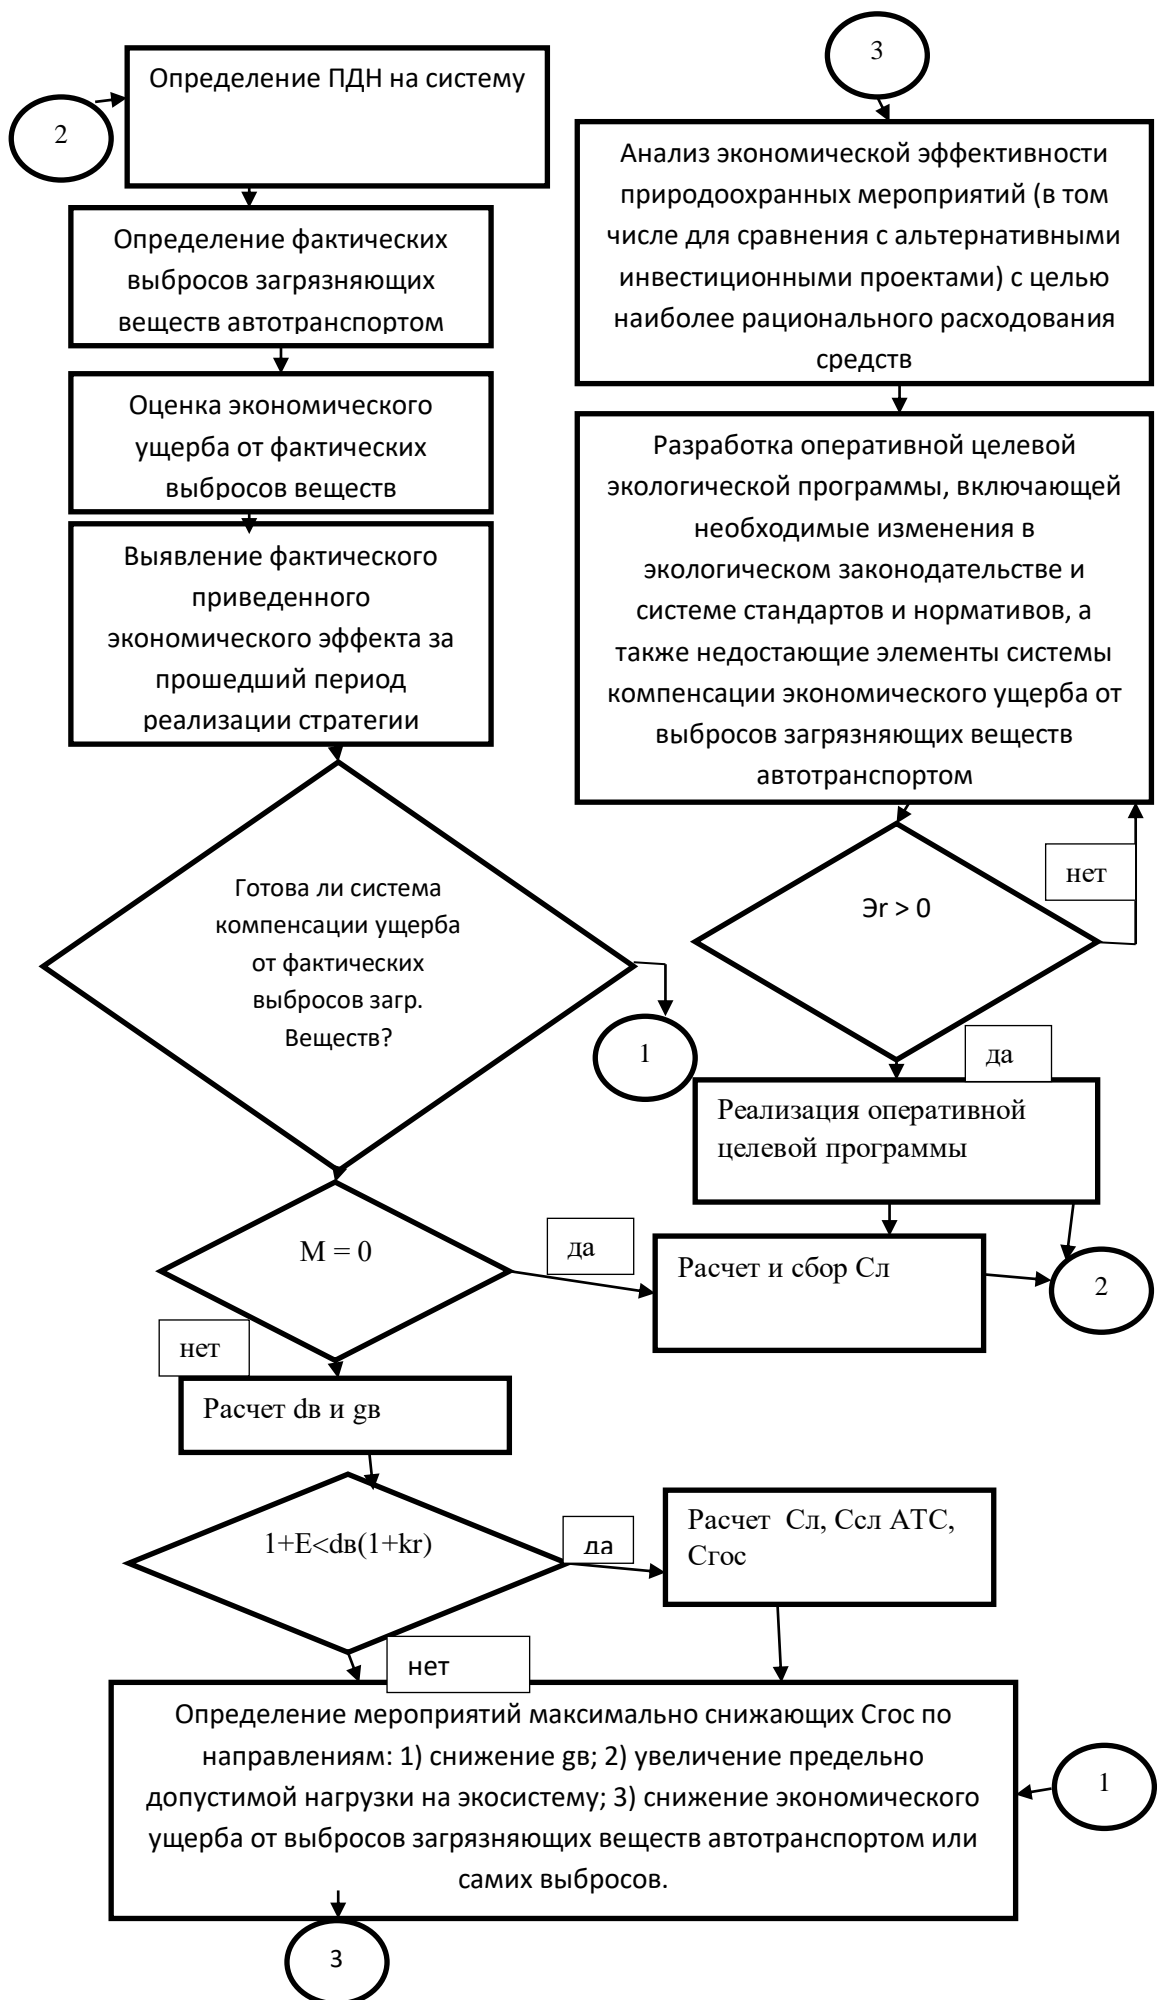 2
Определение ПДН на систему
Определение фактических
выбросов загрязняющих
веществ автотранспортом
Оценка экономического
ущерба от фактических
выбросов веществ
Выявление фактического
приведенного
экономического эффекта за
прошедший период
реализации стратегии
Готова ли система
компенсации ущерба
от фактических
выбросов загр.
Веществ?
1
M = 0
да
нет
Расчет dв и gв
1+E<dв(1+kr)
да
Расчет Сл, Ссл АТС,
Сгос
нет
Определение мероприятий максимально снижающих Сгос по
направлениям: 1) снижение gв; 2) увеличение предельно
допустимой нагрузки на экосистему; 3) снижение экономического
ущерба от выбросов загрязняющих веществ автотранспортом или
самих выбросов.
1
3
3
Анализ экономической эффективности
природоохранных мероприятий (в том
числе для сравнения с альтернативными
инвестиционными проектами) с целью
наиболее рационального расходования
средств
Разработка оперативной целевой
экологической программы, включающей
необходимые изменения в
экологическом законодательстве и
системе стандартов и нормативов, а
также недостающие элементы системы
компенсации экономического ущерба от
выбросов загрязняющих веществ
автотранспортом
нет
Эr > 0
да
Реализация оперативной
целевой программы
Расчет и сбор Сл
2